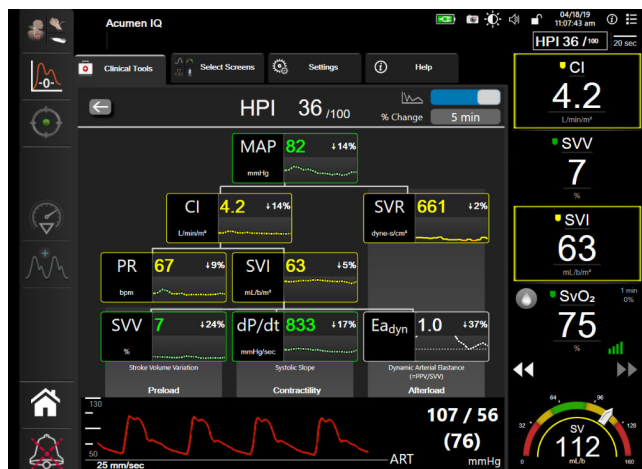 Acumen IQ
04/18/19
11:07:43 am
HPI 36 /100
20 sec
Clinical Tools
Select Screens
Settings
Help
HPI 36 /100
% Change
5 min
MAP 82 ↓14%
mmHg
CI 4.2 ↓14%
L/min/m²
SVR 661 ↓2%
dyne-s/cm⁵
PR 67 ↓9%
bpm
SVI 63 ↓5%
mL/b/m²
SVV 7 ↓24%
%
dP/dt 833 ↓17%
mmHg/sec
Eadyn 1.0 ↓37%
Stroke Volume Variation
Systolic Slope
Dynamic Arterial Elastance
(=PPV/SVV)
Preload
Contractility
Afterload
130
50
25 mm/sec
107 / 56
(76)
ART
mmHg
CI
4.2
L/min/m²
SVV
7
%
SVI
63
mL/b/m²
SvO₂
1 min
0%
75
%
32
64
96
128
0
160
SV
112
mL/b
-0-